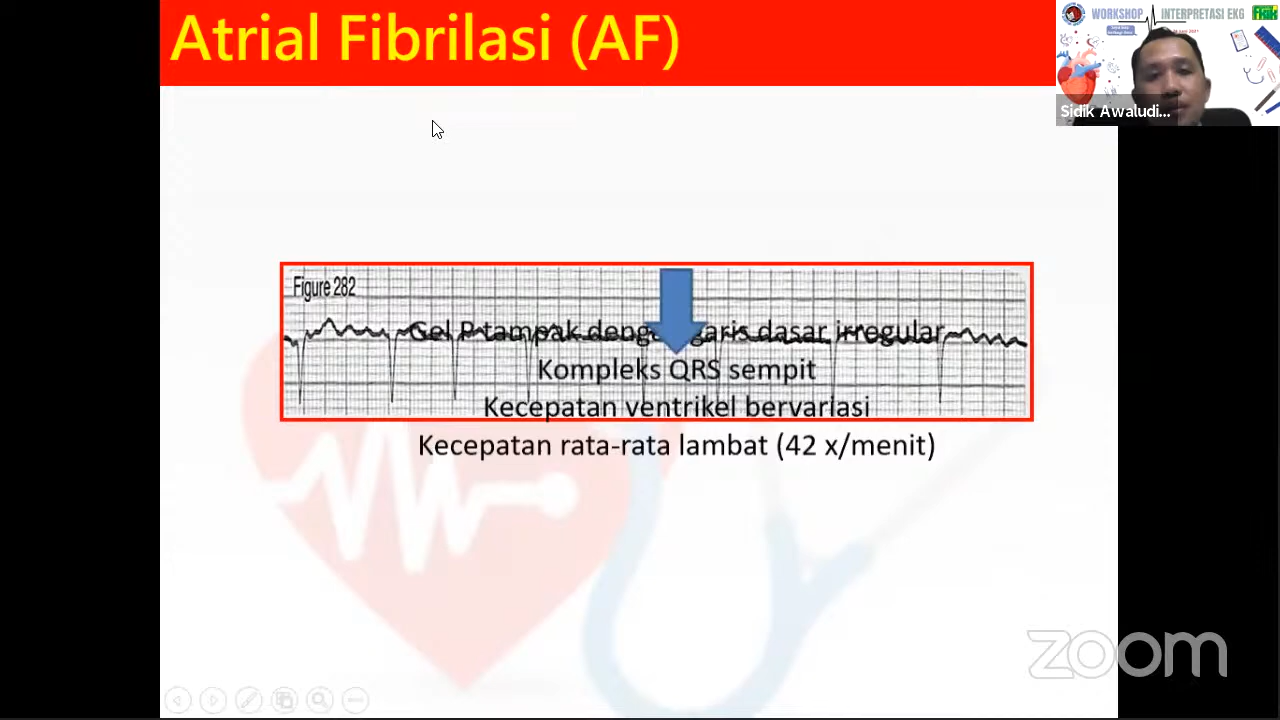 Atrial Fibrilasi (AF)
WORKSHOP INTERPRETASI EKG
Sidik Awaludi...
Figure 282
Gel P tampak denga garis dasar irregular
Kompleks QRS sempit
Kecepatan ventrikel bervariasi
Kecepatan rata-rata lambat (42 x/menit)
zoom